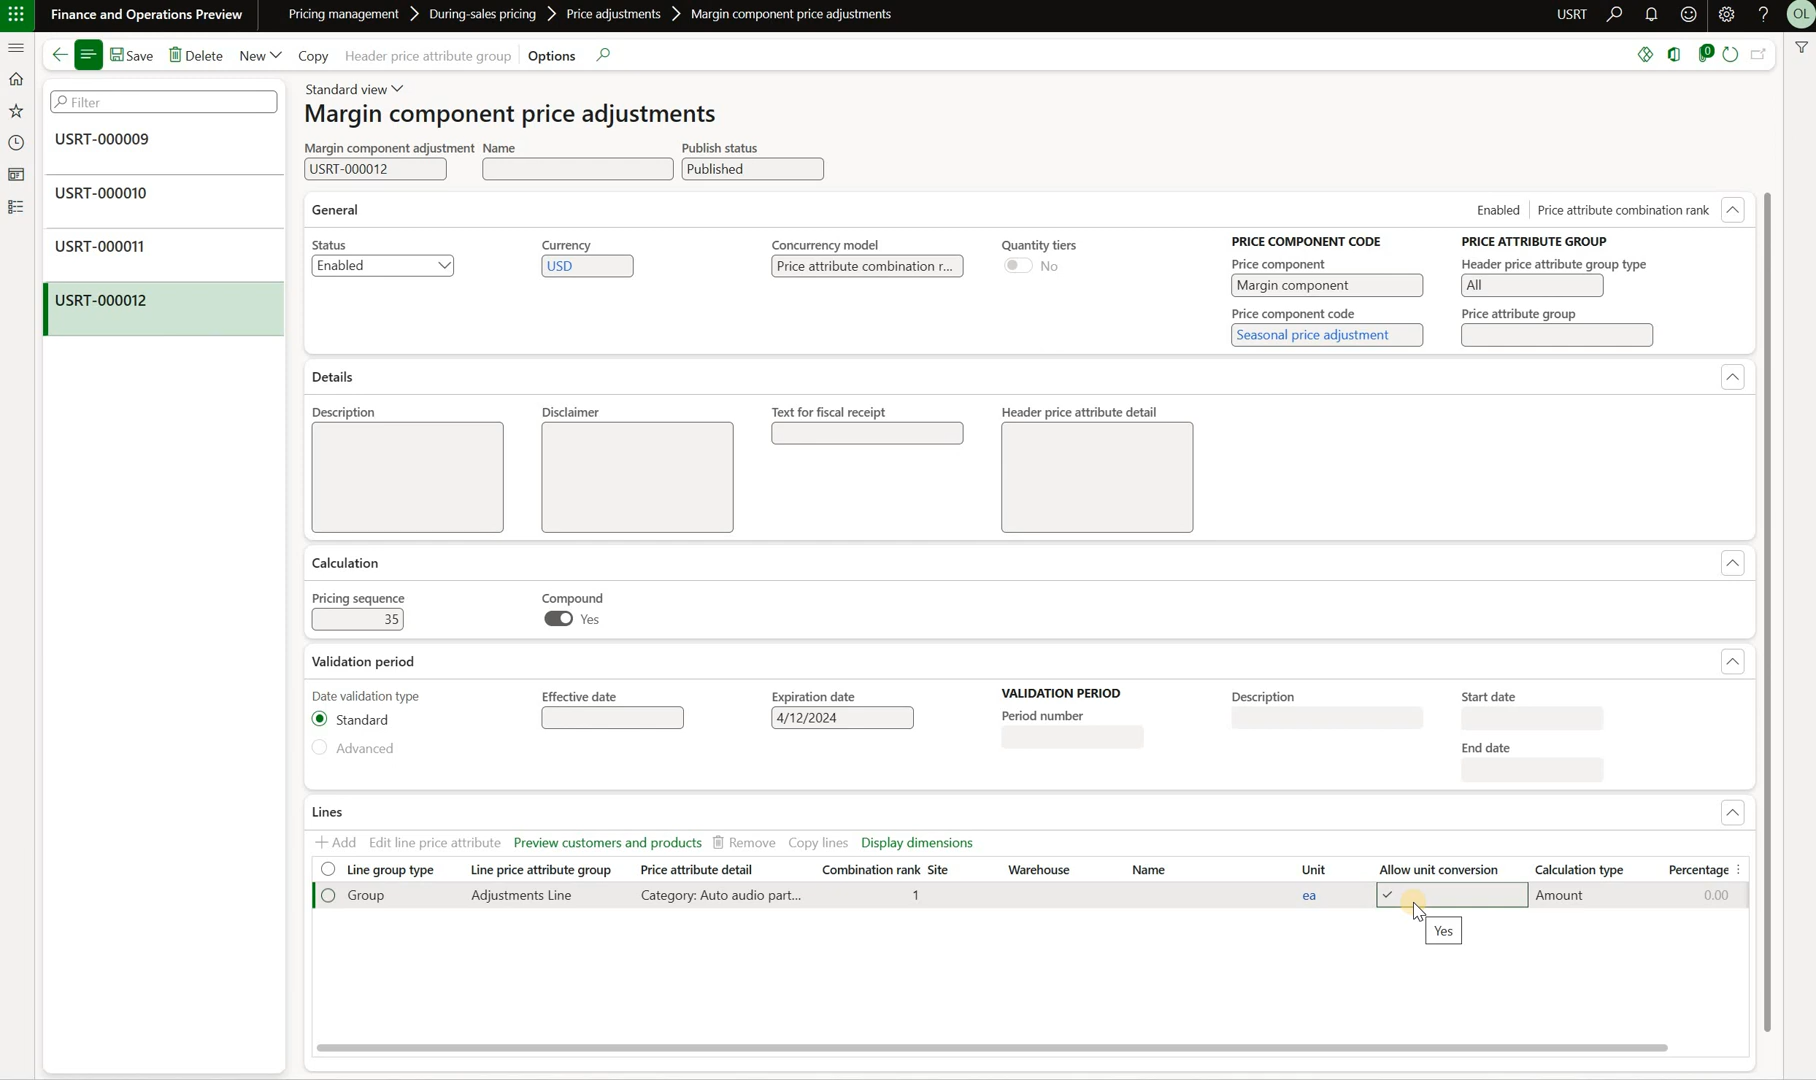 Finance and Operations Preview
Pricing management > During-sales pricing > Price adjustments > Margin component price adjustments
USRT
OL
Save Delete New Copy Header price attribute group Options
0
Filter
USRT-000009
USRT-000010
USRT-000011
USRT-000012
Standard view
Margin component price adjustments
Margin component adjustment Name Publish status
USRT-000012 Published
General Enabled Price attribute combination rank
Status Currency Concurrency model Quantity tiers PRICE COMPONENT CODE PRICE ATTRIBUTE GROUP
Enabled USD Price attribute combination r... No Price component Header price attribute group type
Margin component All
Price component code Price attribute group
Seasonal price adjustment
Details
Description Disclaimer Text for fiscal receipt Header price attribute detail
Calculation
Pricing sequence Compound
35 Yes
Validation period
Date validation type Effective date Expiration date VALIDATION PERIOD Description Start date
Standard 4/12/2024 Period number
Advanced End date
Lines
Add Edit line price attribute Preview customers and products Remove Copy lines Display dimensions
Line group type Line price attribute group Price attribute detail Combination rank Site Warehouse Name Unit Allow unit conversion Calculation type Percentage
Group Adjustments Line Category: Auto audio part... 1 ea Amount 0.00
Yes